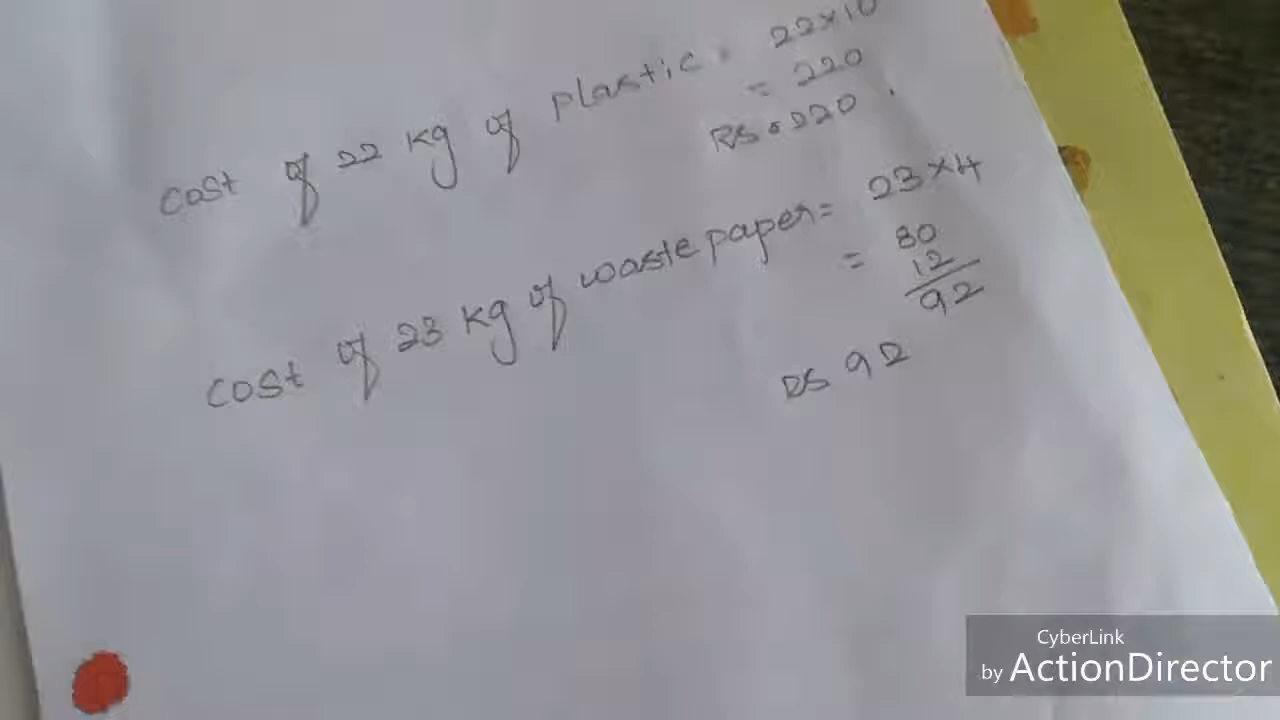 cost of 22 kg of plastic = 22×10
= 220
RS. 220.
cost of 23 kg of waste paper = 23×4
= 80
12
92
RS 92
CyberLink
by ActionDirector